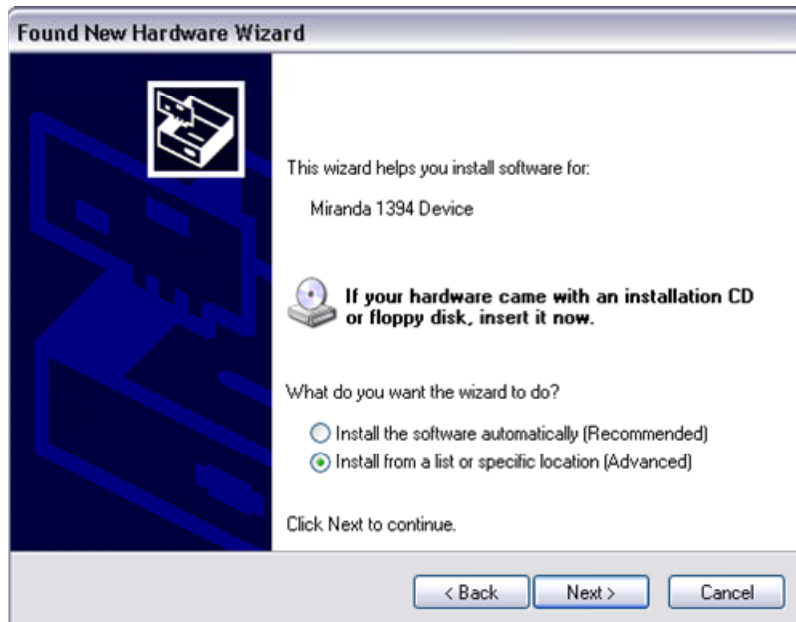 Found New Hardware Wizard
This wizard helps you install software for:
Miranda 1394 Device
If your hardware came with an installation CD
or floppy disk, insert it now.
What do you want the wizard to do?
Install the software automatically (Recommended)
Install from a list or specific location (Advanced)
Click Next to continue.
< Back Next > Cancel